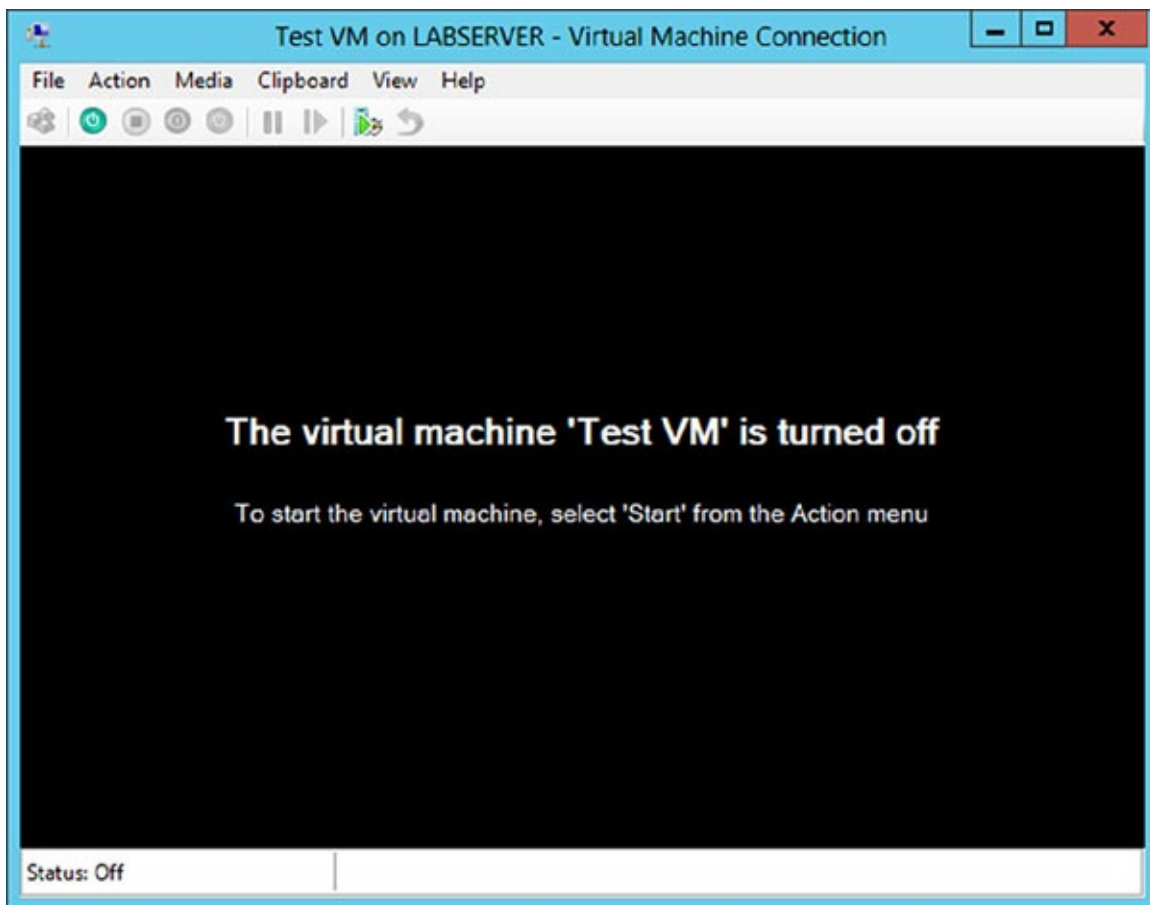 Test VM on LABSERVER - Virtual Machine Connection
File Action Media Clipboard View Help
The virtual machine 'Test VM' is turned off
To start the virtual machine, select 'Start' from the Action menu
Status: Off